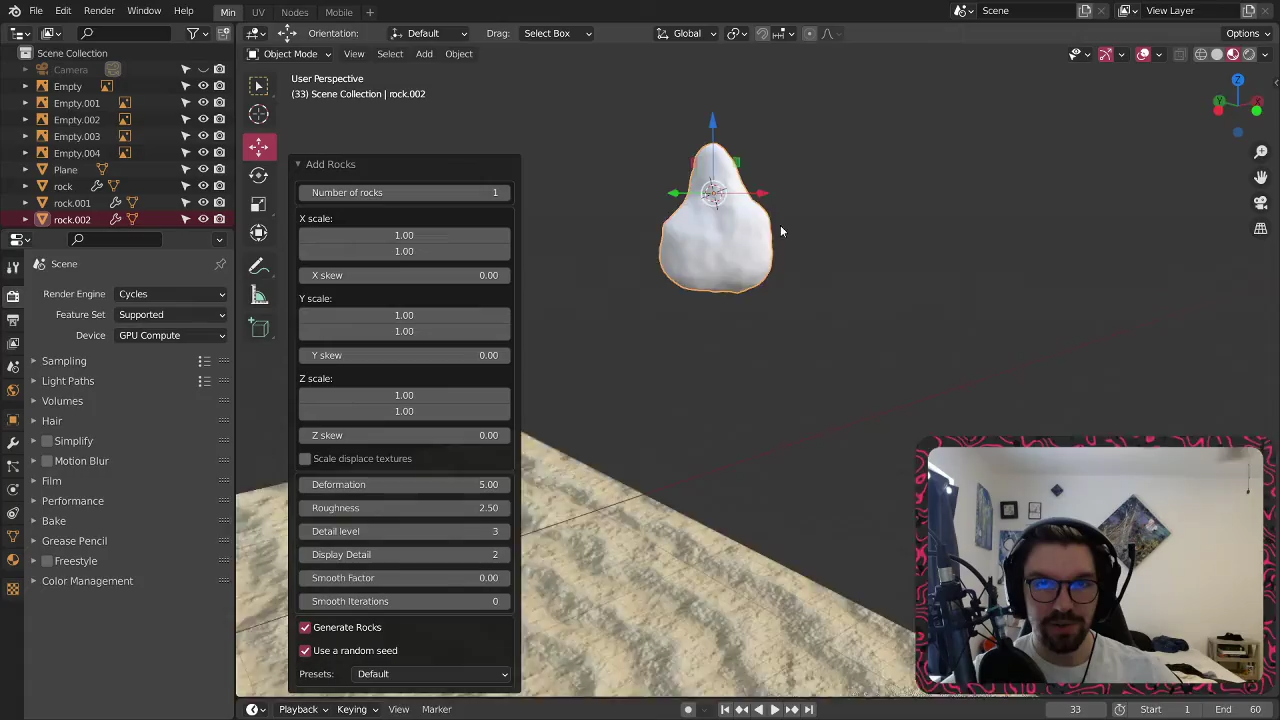 File Edit Render Window Help Min UV Nodes Mobile Scene View Layer
Orientation: Default Drag: Select Box Global Options
Object Mode View Select Add Object
Scene Collection
Camera
Empty
Empty.001
Empty.002
Empty.003
Empty.004
Plane
rock
rock.001
rock.002
Scene
Render Engine Cycles
Feature Set Supported
Device GPU Compute
Sampling
Light Paths
Volumes
Hair
Simplify
Motion Blur
Film
Performance
Bake
Grease Pencil
Freestyle
Color Management
User Perspective
(33) Scene Collection | rock.002
Add Rocks
Number of rocks 1
X scale:
1.00
1.00
X skew 0.00
Y scale:
1.00
1.00
Y skew 0.00
Z scale:
1.00
1.00
Z skew 0.00
Scale displace textures
Deformation 5.00
Roughness 2.50
Detail level 3
Display Detail 2
Smooth Factor 0.00
Smooth Iterations 0
Generate Rocks
Use a random seed
Presets: Default
Z
Y
X
Playback Keying View Marker 33 Start 1 End 60